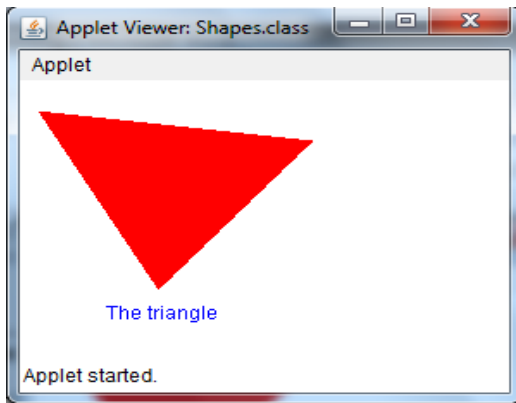 Applet Viewer: Shapes.class
Applet
The triangle
Applet started.